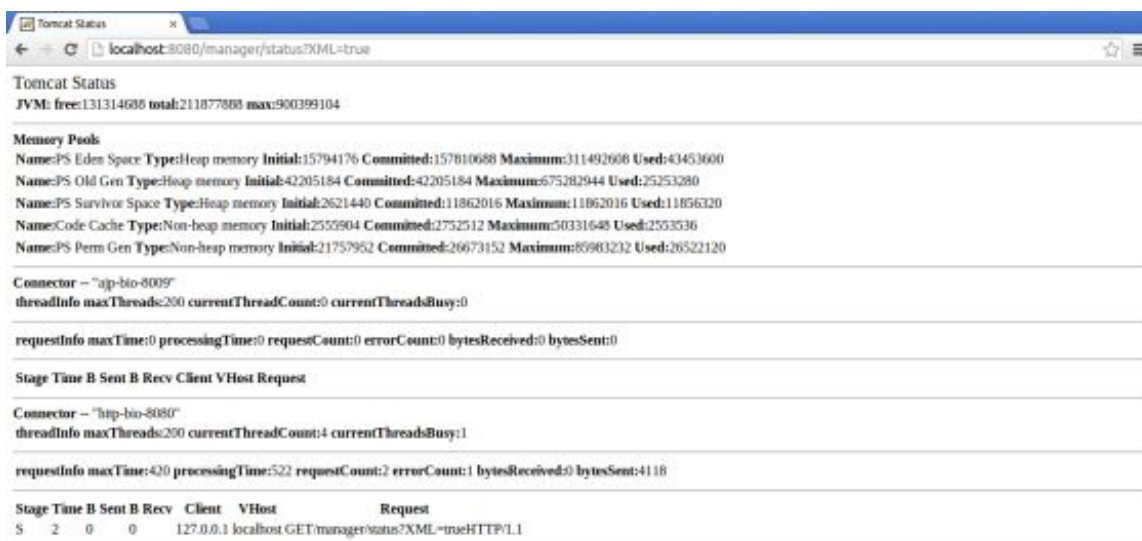 Tomcat Status
localhost:8080/manager/status?XML=true
Tomcat Status
JVM: free:131314688 total:211877888 max:900399104
Memory Pools
Name:PS Eden Space Type:Heap memory Initial:15794176 Committed:157810688 Maximum:311492608 Used:43453600
Name:PS Old Gen Type:Heap memory Initial:42205184 Committed:42205184 Maximum:675282944 Used:25253280
Name:PS Survivor Space Type:Heap memory Initial:2621440 Committed:11862016 Maximum:11862016 Used:11856320
Name:Code Cache Type:Non-heap memory Initial:2555904 Committed:2752512 Maximum:50331648 Used:2553536
Name:PS Perm Gen Type:Non-heap memory Initial:21757952 Committed:26673152 Maximum:85983232 Used:26522120
Connector -- "ajp-bio-8009"
threadInfo maxThreads:200 currentThreadCount:0 currentThreadsBusy:0
requestInfo maxTime:0 processingTime:0 requestCount:0 errorCount:0 bytesReceived:0 bytesSent:0
Stage Time B Sent B Recv Client VHost Request
Connector -- "http-bio-8080"
threadInfo maxThreads:200 currentThreadCount:4 currentThreadsBusy:1
requestInfo maxTime:420 processingTime:522 requestCount:2 errorCount:1 bytesReceived:0 bytesSent:4118
Stage Time B Sent B Recv Client VHost Request
S 2 0 0 127.0.0.1 localhost GET/manager/status?XML=trueHTTP/1.1